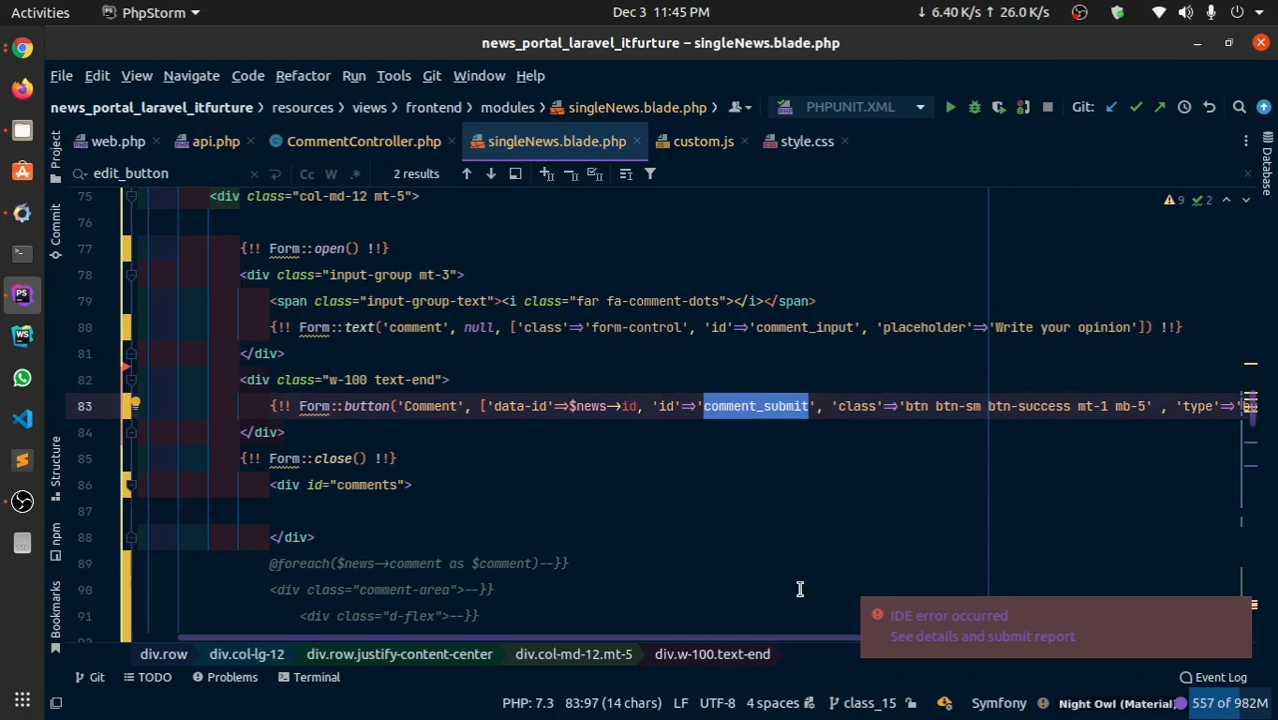 Activities PhpStorm Dec 3 11:45 PM ↓ 6.40 K/s ↑ 26.0 K/s
news_portal_laravel_itfurture – singleNews.blade.php
File Edit View Navigate Code Refactor Run Tools Git Window Help
news_portal_laravel_itfurture resources views frontend modules singleNews.blade.php PHPUNIT.XML Git:
web.php api.php CommentController.php singleNews.blade.php custom.js style.css
edit_button Cc W .* 2 results
9 2
75 <div class="col-md-12 mt-5">
76
77 {!! Form::open() !!}
78 <div class="input-group mt-3">
79 <span class="input-group-text"><i class="far fa-comment-dots"></i></span>
80 {!! Form::text('comment', null, ['class'=>'form-control', 'id'=>'comment_input', 'placeholder'=>'Write your opinion']) !!}
81 </div>
82 <div class="w-100 text-end">
83 {!! Form::button('Comment', ['data-id'=>$news->id, 'id'=>'comment_submit', 'class'=>'btn btn-sm btn-success mt-1 mb-5' , 'type'=>'
84 </div>
85 {!! Form::close() !!}
86 <div id="comments">
87
88 </div>
89 @foreach($news->comment as $comment)--}}
90 <div class="comment-area">--}}
91 <div class="d-flex">--}}
IDE error occurred
See details and submit report
div.row div.col-lg-12 div.row.justify-content-center div.col-md-12.mt-5 div.w-100.text-end
Git TODO Problems Terminal Event Log
PHP: 7.3 83:97 (14 chars) LF UTF-8 4 spaces class_15 Symfony Night Owl (Material) 557 of 982M
Project
Commit
Structure
npm
Bookmarks
Database
PS
WS
SSD